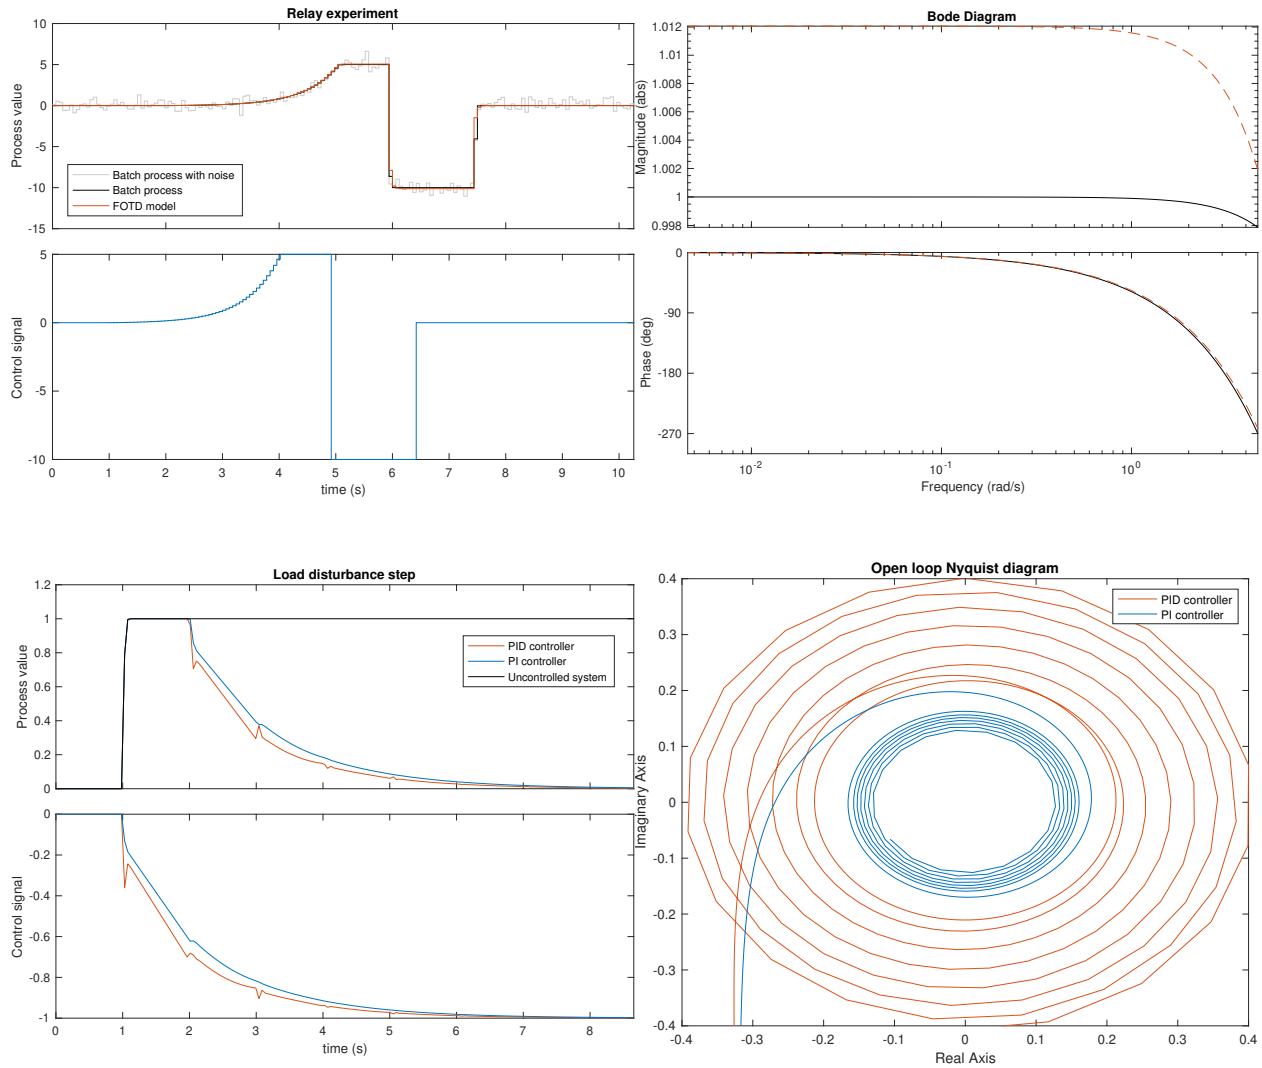 Relay experiment
10
5
0
-5
-10
-15
Process value
Batch process with noise
Batch process
FOTD model
5
0
-5
-10
Control signal
0 1 2 3 4 5 6 7 8 9 10
time (s)
Bode Diagram
1.012
1.01
1.008
1.006
1.004
1.002
1
0.998
Magnitude (abs)
0
-90
-180
-270
Phase (deg)
10-2 10-1 100
Frequency (rad/s)
Load disturbance step
1.2
1
0.8
0.6
0.4
0.2
0
Process value
PID controller
PI controller
Uncontrolled system
0
-0.2
-0.4
-0.6
-0.8
-1
Control signal
0 1 2 3 4 5 6 7 8
time (s)
Open loop Nyquist diagram
0.4
0.3
0.2
0.1
0
-0.1
-0.2
-0.3
-0.4
Imaginary Axis
PID controller
PI controller
-0.4 -0.3 -0.2 -0.1 0 0.1 0.2 0.3 0.4
Real Axis